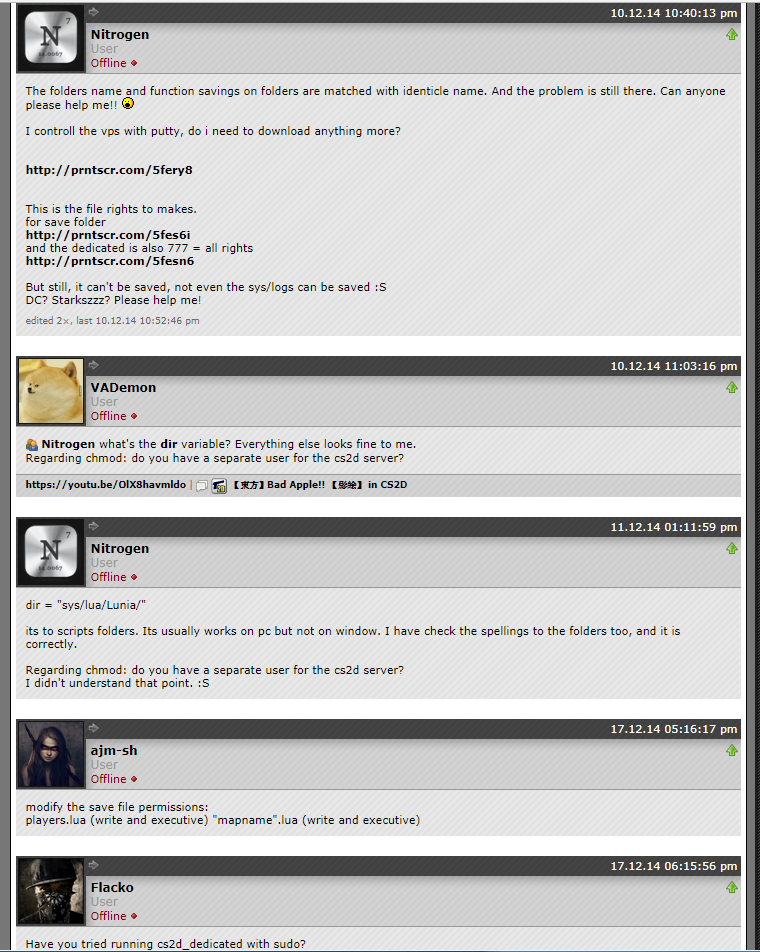 10.12.14 10:40:13 pm
N 7
14.0067
Nitrogen
User
Offline
The folders name and function savings on folders are matched with identicle name. And the problem is still there. Can anyone
please help me!!
I controll the vps with putty, do i need to download anything more?
http://prntscr.com/5fery8
This is the file rights to makes.
for save folder
http://prntscr.com/5fes6i
and the dedicated is also 777 = all rights
http://prntscr.com/5fesn6
But still, it can't be saved, not even the sys/logs can be saved :S
DC? Starkszzz? Please help me!
edited 2×, last 10.12.14 10:52:46 pm
10.12.14 11:03:16 pm
VADemon
User
Offline
Nitrogen what's the dir variable? Everything else looks fine to me.
Regarding chmod: do you have a separate user for the cs2d server?
https://youtu.be/OlX8havmldo | 【東方】Bad Apple!! 【影絵】 in CS2D
11.12.14 01:11:59 pm
N 7
14.0067
Nitrogen
User
Offline
dir = "sys/lua/Lunia/"
its to scripts folders. Its usually works on pc but not on window. I have check the spellings to the folders too, and it is
correctly.
Regarding chmod: do you have a separate user for the cs2d server?
I didn't understand that point. :S
17.12.14 05:16:17 pm
ajm-sh
User
Offline
modify the save file permissions:
players.lua (write and executive) "mapname".lua (write and executive)
17.12.14 06:15:56 pm
Flacko
User
Offline
Have you tried running cs2d_dedicated with sudo?